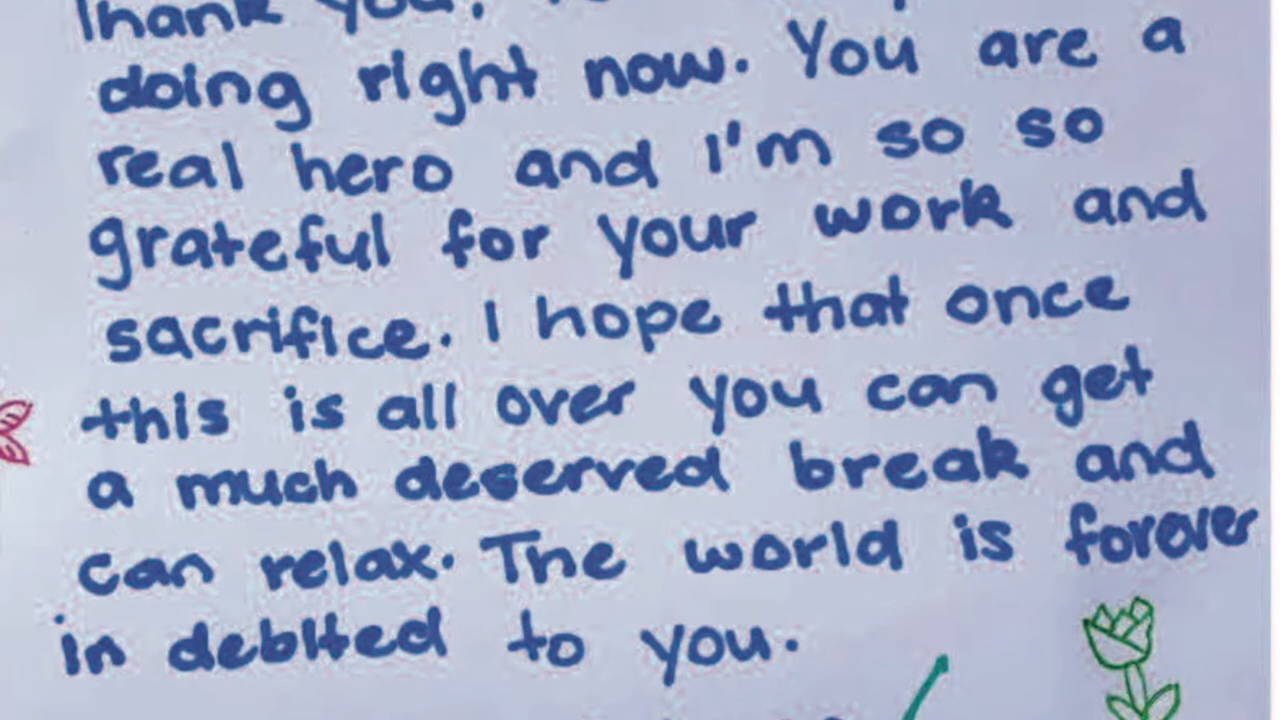 Thank you!
doing right now. You are a
real hero and I'm so so
grateful for your work and
sacrifice. I hope that once
this is all over you can get
a much deserved break and
can relax. The world is forever
in debited to you.